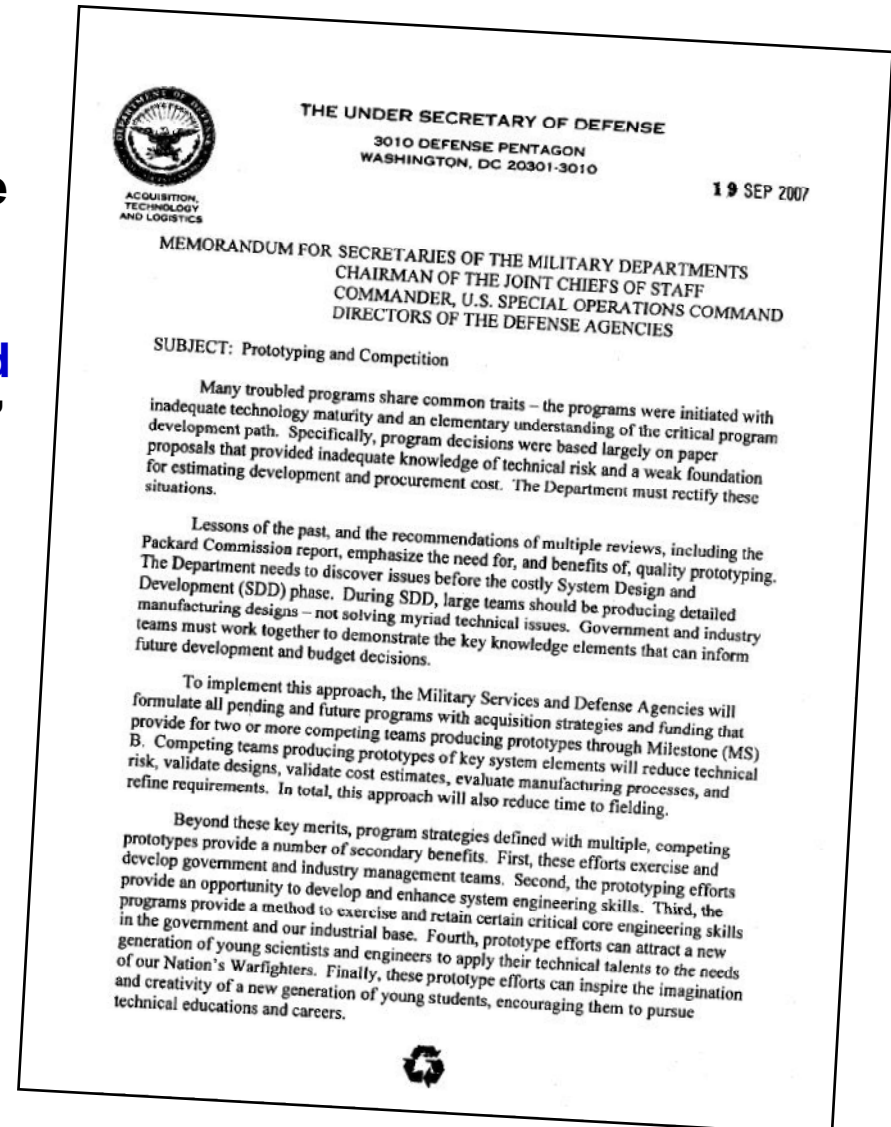 e
d
THE UNDER SECRETARY OF DEFENSE
3010 DEFENSE PENTAGON
WASHINGTON, DC 20301-3010
DEPARTMENT OF DEFENSE
ACQUISITION,
TECHNOLOGY
AND LOGISTICS
19 SEP 2007
MEMORANDUM FOR SECRETARIES OF THE MILITARY DEPARTMENTS
CHAIRMAN OF THE JOINT CHIEFS OF STAFF
COMMANDER, U.S. SPECIAL OPERATIONS COMMAND
DIRECTORS OF THE DEFENSE AGENCIES
SUBJECT: Prototyping and Competition
Many troubled programs share common traits – the programs were initiated with
inadequate technology maturity and an elementary understanding of the critical program
development path. Specifically, program decisions were based largely on paper
proposals that provided inadequate knowledge of technical risk and a weak foundation
for estimating development and procurement cost. The Department must rectify these
situations.
Lessons of the past, and the recommendations of multiple reviews, including the
Packard Commission report, emphasize the need for, and benefits of, quality prototyping.
The Department needs to discover issues before the costly System Design and
Development (SDD) phase. During SDD, large teams should be producing detailed
manufacturing designs – not solving myriad technical issues. Government and industry
teams must work together to demonstrate the key knowledge elements that can inform
future development and budget decisions.
To implement this approach, the Military Services and Defense Agencies will
formulate all pending and future programs with acquisition strategies and funding that
provide for two or more competing teams producing prototypes through Milestone (MS)
B. Competing teams producing prototypes of key system elements will reduce technical
risk, validate designs, validate cost estimates, evaluate manufacturing processes, and
refine requirements. In total, this approach will also reduce time to fielding.
Beyond these key merits, program strategies defined with multiple, competing
prototypes provide a number of secondary benefits. First, these efforts exercise and
develop government and industry management teams. Second, the prototyping efforts
provide an opportunity to develop and enhance system engineering skills. Third, the
programs provide a method to exercise and retain certain critical core engineering skills
in the government and our industrial base. Fourth, prototype efforts can attract a new
generation of young scientists and engineers to apply their technical talents to the needs
of our Nation's Warfighters. Finally, these prototype efforts can inspire the imagination
and creativity of a new generation of young students, encouraging them to pursue
technical educations and careers.